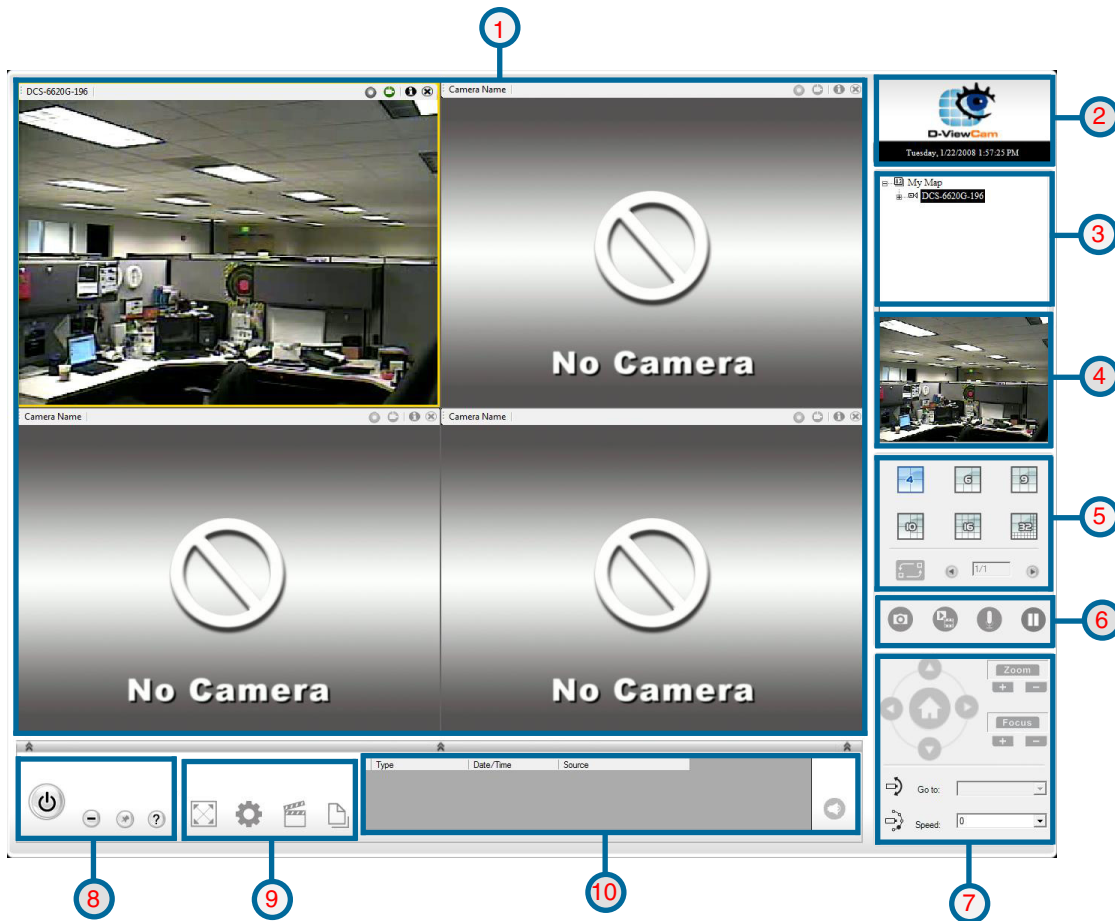 1
DCS-6620G-196
Camera Name
D-ViewCam
Tuesday, 1/22/2008 1:57:25 PM
2
My Map
DCS-6620G-196
3
No Camera
4
Camera Name
Camera Name
4
6
9
10
16
32
1/1
5
6
No Camera
No Camera
Zoom
+ -
Focus
+ -
Go to:
Speed: 0
7
Type Date/Time Source
?
8
9
10